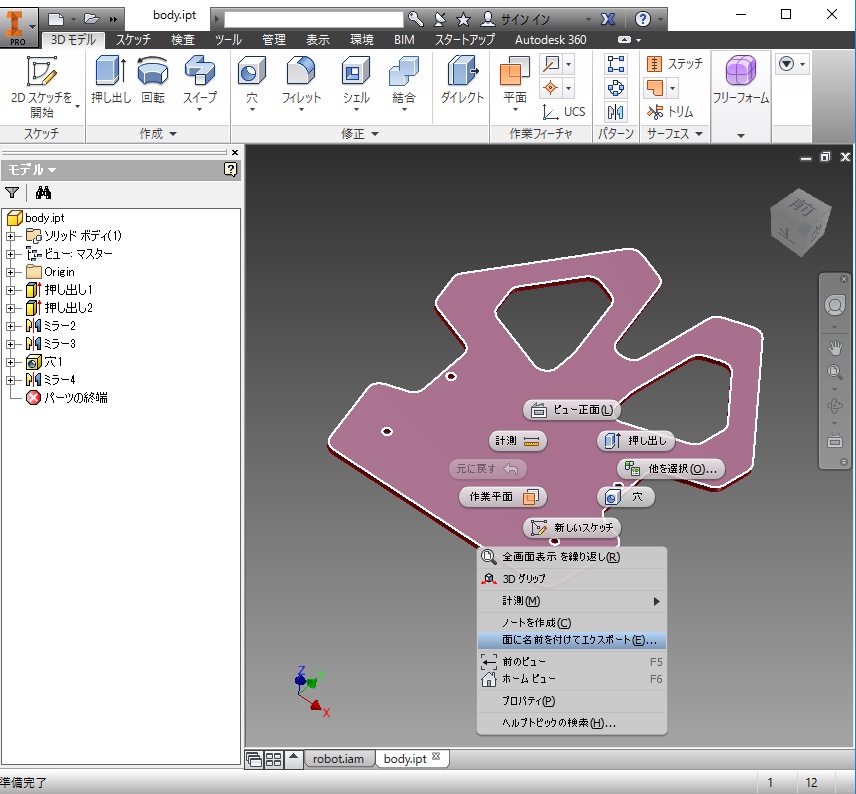 body.ipt
サイン イン
PRO
3D モデル スケッチ 検査 ツール 管理 表示 環境 BIM スタートアップ Autodesk 360
2D スケッチを
開始
押し出し 回転 スイープ
穴 フィレット シェル 結合
ダイレクト
平面
UCS
ステッチ
トリム
フリーフォーム
スケッチ 作成 修正 作業フィーチャ パターン サーフェス
モデル
body.ipt
ソリッド ボディ(1)
ビュー: マスター
Origin
押し出し1
押し出し2
ミラー2
ミラー3
穴1
ミラー4
パーツの終端
前
ビュー正面(L)
計測
押し出し
元に戻す
他を選択(O)...
作業平面
穴
新しいスケッチ
全画面表示 を繰り返し(R)
3D グリップ
計測(M)
ノートを作成(C)
面に名前を付けてエクスポート(E)...
前のビュー F5
ホーム ビュー F6
プロパティ(P)
ヘルプトピックの検索(H)...
Z
Y
X
robot.iam body.ipt
準備完了 1 12